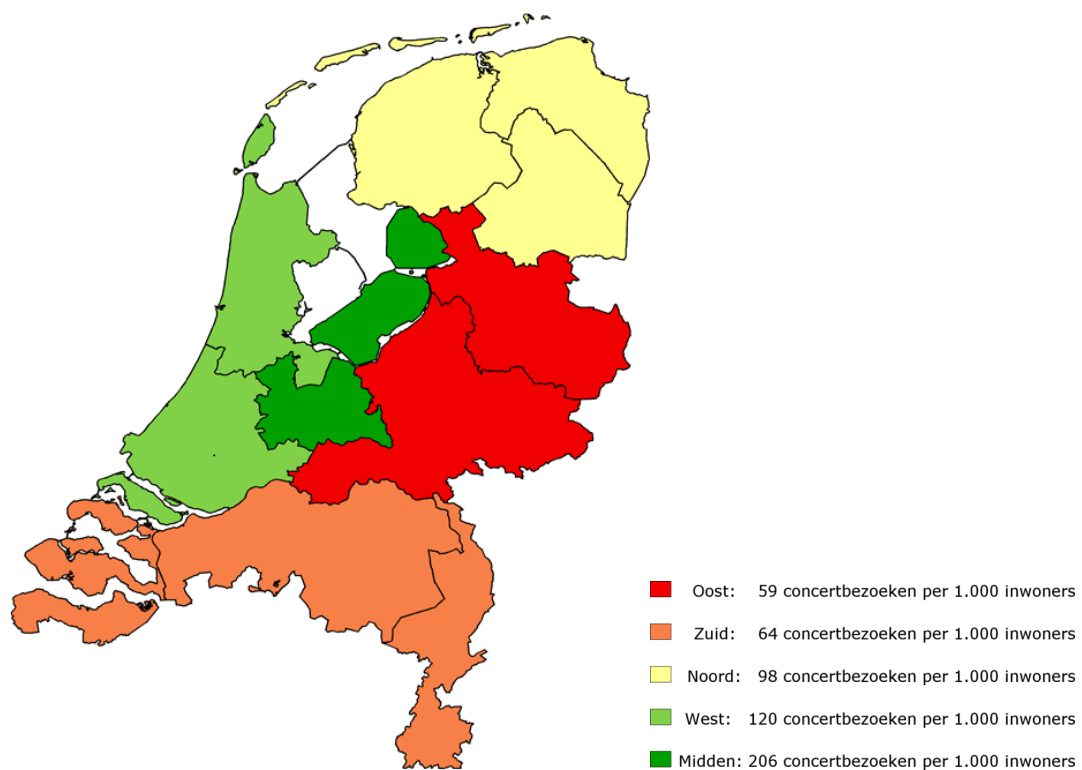 Oost: 59 concertbezoeken per 1.000 inwoners
Zuid: 64 concertbezoeken per 1.000 inwoners
Noord: 98 concertbezoeken per 1.000 inwoners
West: 120 concertbezoeken per 1.000 inwoners
Midden: 206 concertbezoeken per 1.000 inwoners